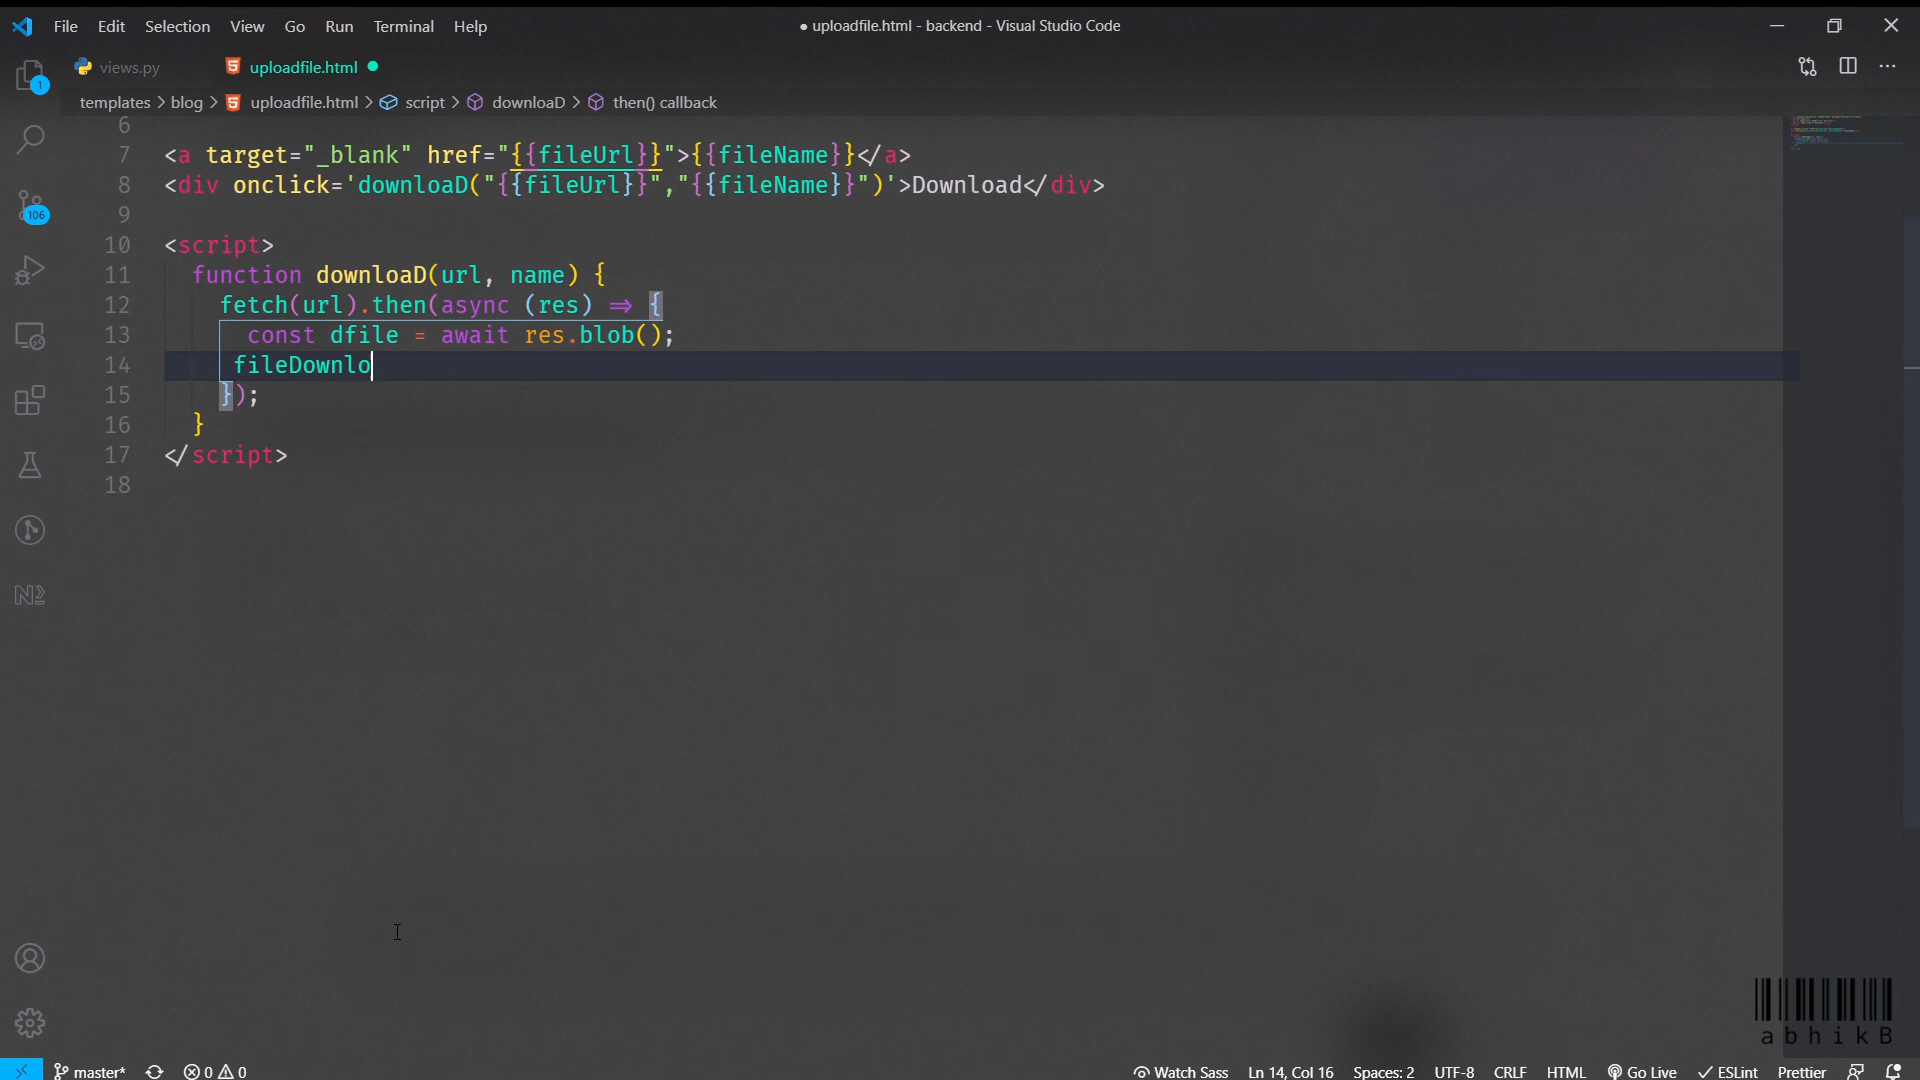 File Edit Selection View Go Run Terminal Help
● uploadfile.html - backend - Visual Studio Code
views.py
uploadfile.html
templates > blog > uploadfile.html > script > downloaD > then() callback
1
106
6
7 <a target="_blank" href="{{fileUrl}}">{{fileName}}</a>
8 <div onclick='downloaD("{{fileUrl}}","{{fileName}}")'>Download</div>
9
10 <script>
11 function downloaD(url, name) {
12 fetch(url).then(async (res) => {
13 const dfile = await res.blob();
14 fileDownlo
15 });
16 }
17 </script>
18
abhikB
master* 0 0 Watch Sass Ln 14, Col 16 Spaces: 2 UTF-8 CRLF HTML Go Live ESLint Prettier